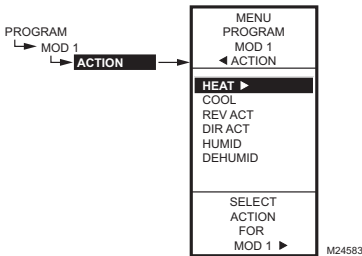 PROGRAM
MOD 1
ACTION
MENU
PROGRAM
MOD 1
◄ ACTION
HEAT ►
COOL
REV ACT
DIR ACT
HUMID
DEHUMID
SELECT
ACTION
FOR
MOD 1 ►
M24583